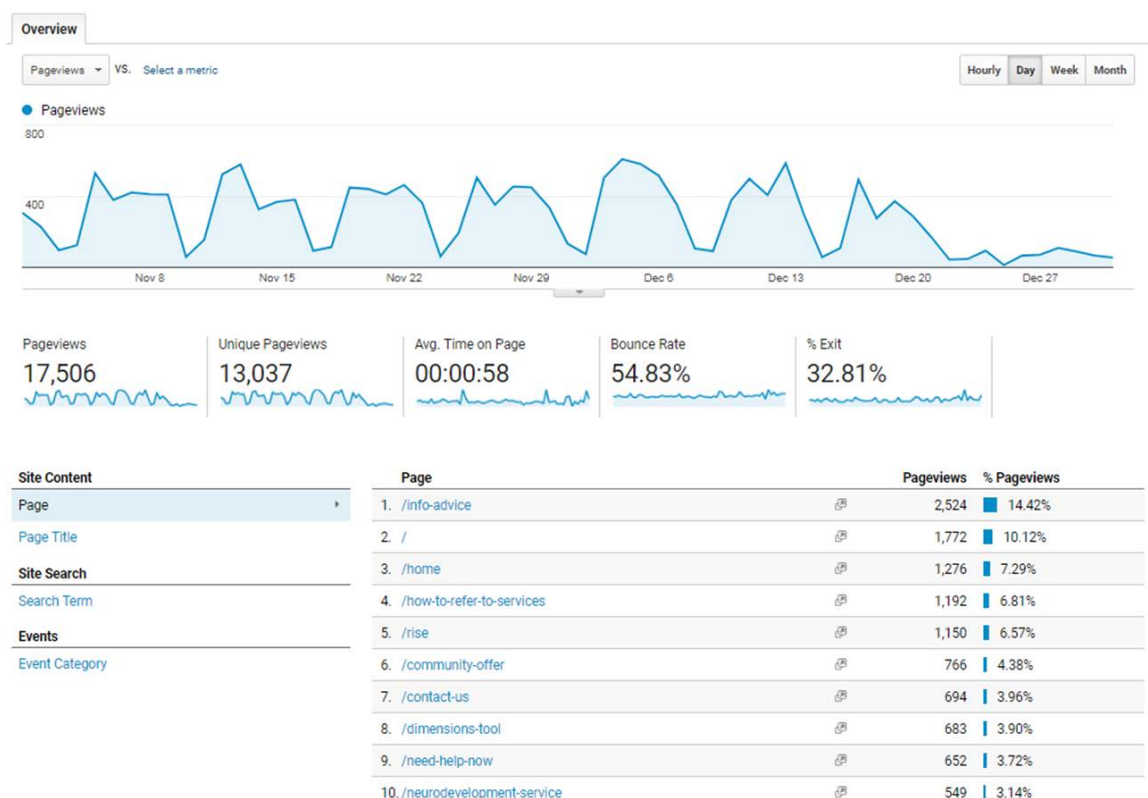 Overview
Pageviews VS. Select a metric Hourly Day Week Month
Pageviews
800
400
Nov 8 Nov 15 Nov 22 Nov 29 Dec 6 Dec 13 Dec 20 Dec 27
Pageviews Unique Pageviews Avg. Time on Page Bounce Rate % Exit
17,506 13,037 00:00:58 54.83% 32.81%
Site Content
Page
Page Title
Site Search
Search Term
Events
Event Category
Page Pageviews % Pageviews
1. /info-advice 2,524 14.42%
2. / 1,772 10.12%
3. /home 1,276 7.29%
4. /how-to-refer-to-services 1,192 6.81%
5. /rise 1,150 6.57%
6. /community-offer 766 4.38%
7. /contact-us 694 3.96%
8. /dimensions-tool 683 3.90%
9. /need-help-now 652 3.72%
10. /neurodevelopment-service 549 3.14%